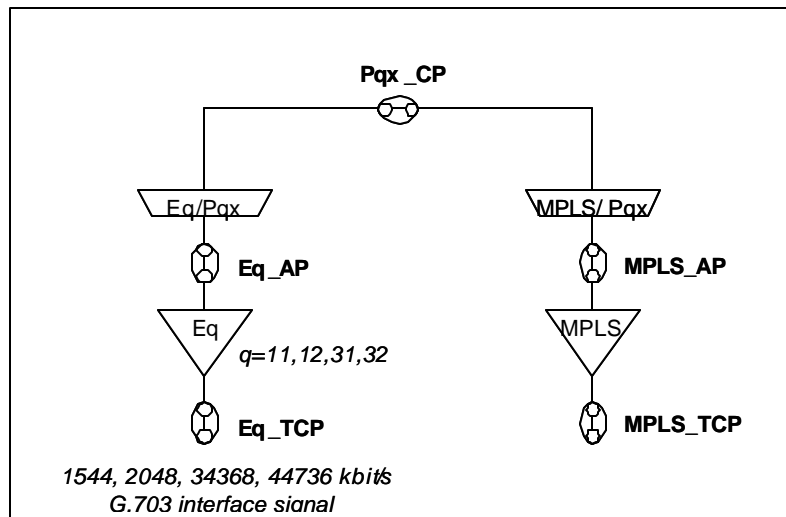 Pqx _CP
Eq/Pqx
MPLS/ Pqx
Eq _AP
MPLS_AP
Eq
q=11,12,31,32
MPLS
Eq _TCP
MPLS_TCP
1544, 2048, 34368, 44736 kbit/s
G.703 interface signal